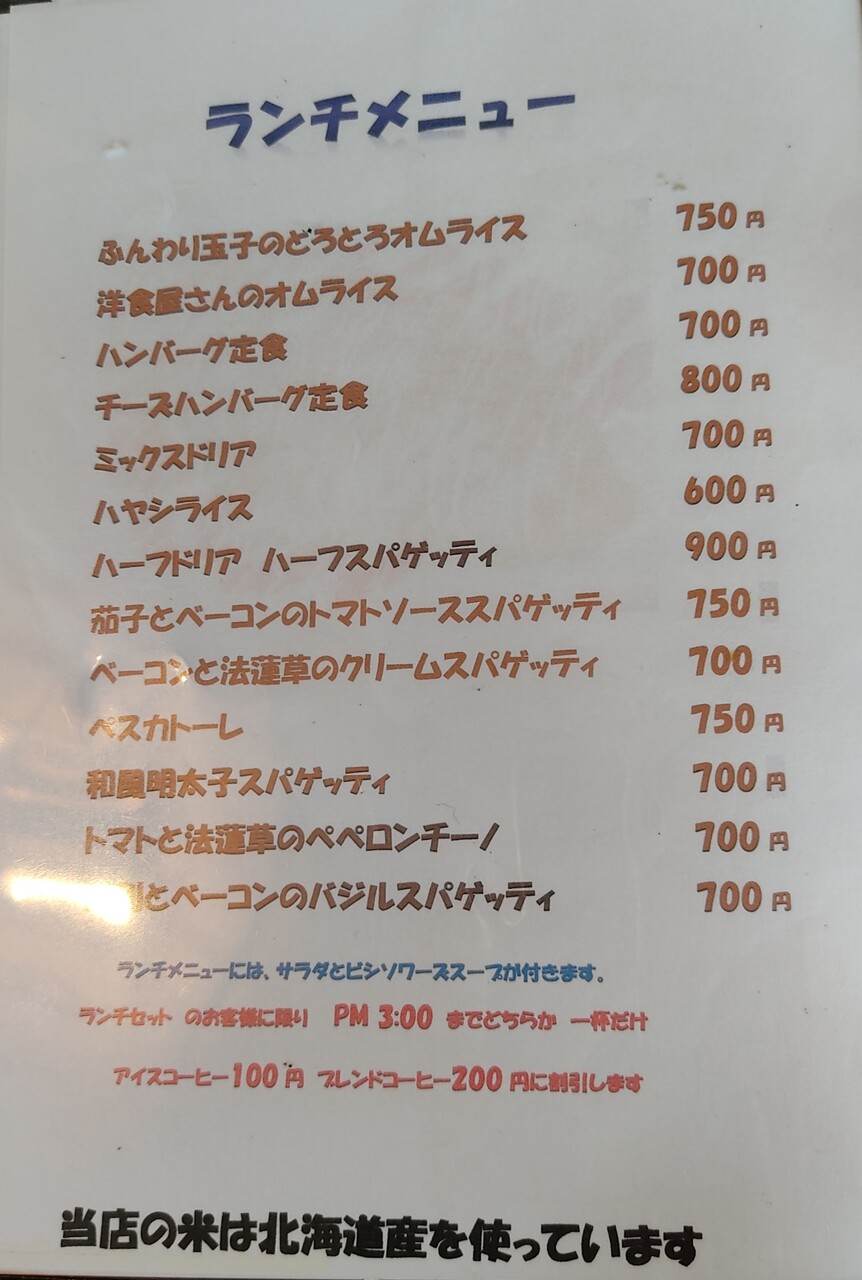 ランチメニュー
ふんわり玉子のどろとろオムライス 750円
洋食屋さんのオムライス 700円
ハンバーグ定食 700円
チーズハンバーグ定食 800円
ミックスドリア 700円
ハヤシライス 600円
ハーフドリア ハーフスパゲッティ 900円
茄子とベーコンのトマトソーススパゲッティ 750円
ベーコンと法蓮草のクリームスパゲッティ 700円
ペスカトーレ 750円
和風明太子スパゲッティ 700円
トマトと法蓮草のペペロンチーノ 700円
とベーコンのバジルスパゲッティ 700円
ランチメニューには、サラダとビシソワーズスープが付きます。
ランチセット のお客様に限り PM 3:00 までどちらか 一杯だけ
アイスコーヒー100円 ブレンドコーヒー200円に割引します
当店の米は北海道産を使っています